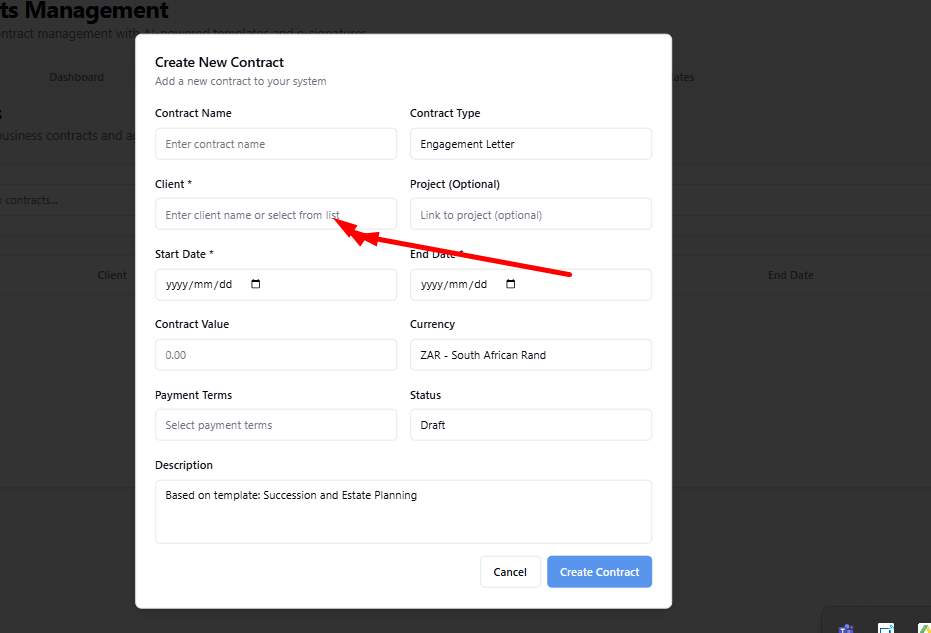 ts Management
ontract management with AI-powered templates and e-signatures
Dashboard
ates
s
business contracts and a
n contracts...
Client
End Date
Create New Contract
Add a new contract to your system
Contract Name
Contract Type
Enter contract name
Engagement Letter
Client *
Project (Optional)
Enter client name or select from list
Link to project (optional)
Start Date *
End Date *
yyyy/mm/dd
yyyy/mm/dd
Contract Value
Currency
0.00
ZAR - South African Rand
Payment Terms
Status
Select payment terms
Draft
Description
Based on template: Succession and Estate Planning
Cancel
Create Contract